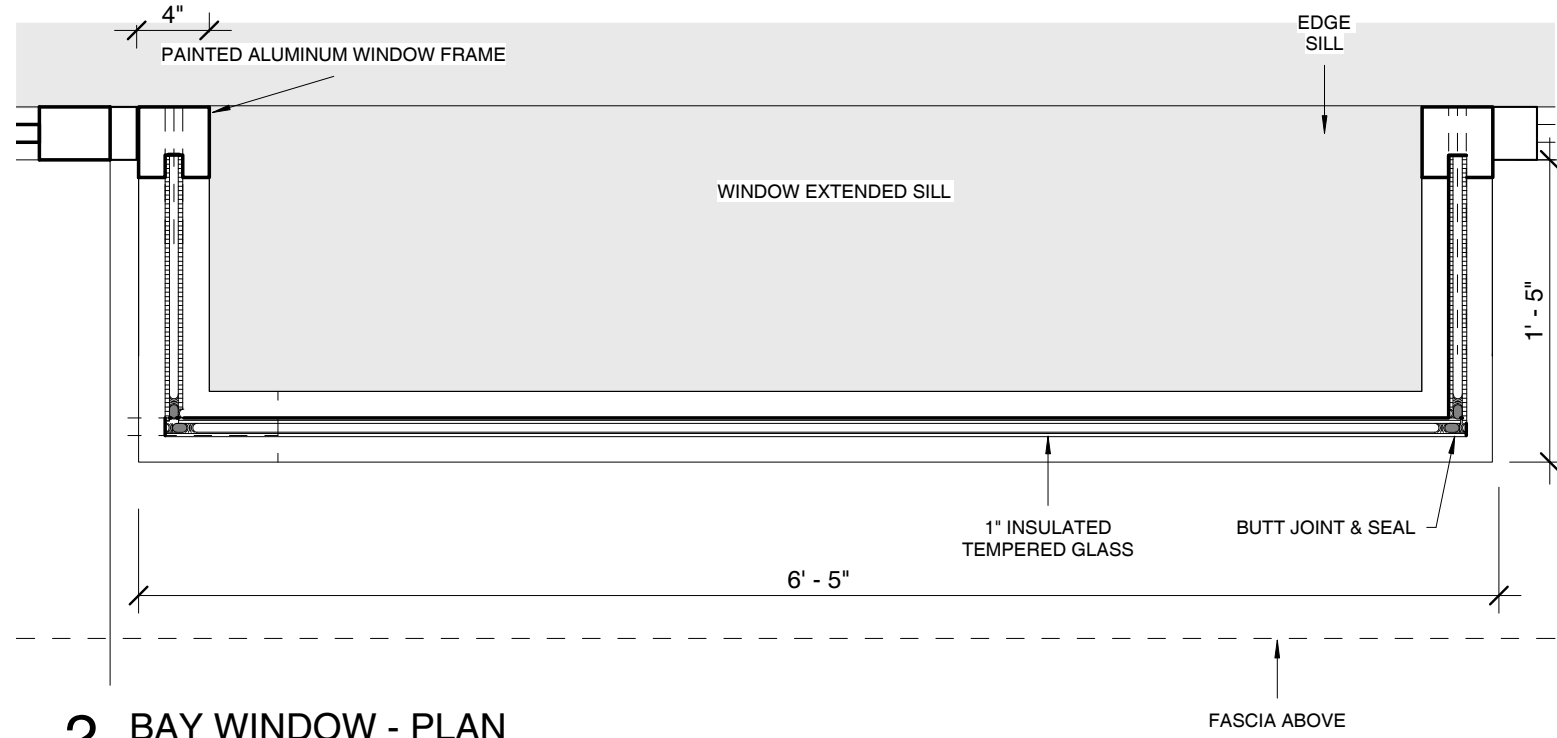 4"
EDGE
SILL
PAINTED ALUMINUM WINDOW FRAME
WINDOW EXTENDED SILL
1' - 5"
1" INSULATED
TEMPERED GLASS
BUTT JOINT & SEAL
6' - 5"
BAY WINDOW - PLAN
FASCIA ABOVE